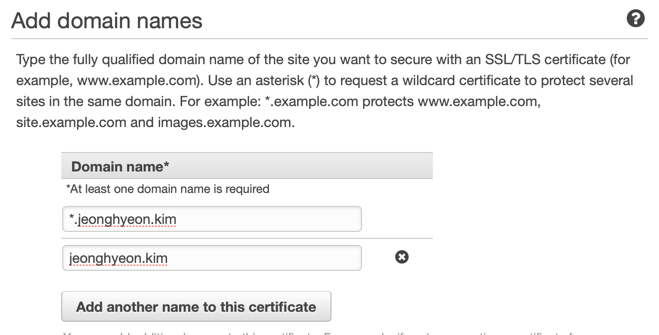 Add domain names
?
Type the fully qualified domain name of the site you want to secure with an SSL/TLS certificate (for
example, www.example.com). Use an asterisk (*) to request a wildcard certificate to protect several
sites in the same domain. For example: *.example.com protects www.example.com,
site.example.com and images.example.com.
Domain name*
*At least one domain name is required
*.jeonghyeon.kim
jeonghyeon.kim
Add another name to this certificate